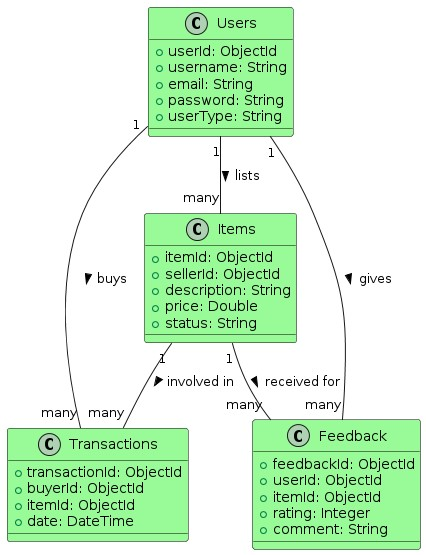 C Users
userId: ObjectId
username: String
email: String
password: String
userType: String
1
1
1
lists
many
C Items
itemId: ObjectId
sellerId: ObjectId
description: String
price: Double
status: String
buys
gives
1
1
involved in
received for
many
many
many
many
C Transactions
transactionId: ObjectId
buyerId: ObjectId
itemId: ObjectId
date: DateTime
C Feedback
feedbackId: ObjectId
userId: ObjectId
itemId: ObjectId
rating: Integer
comment: String